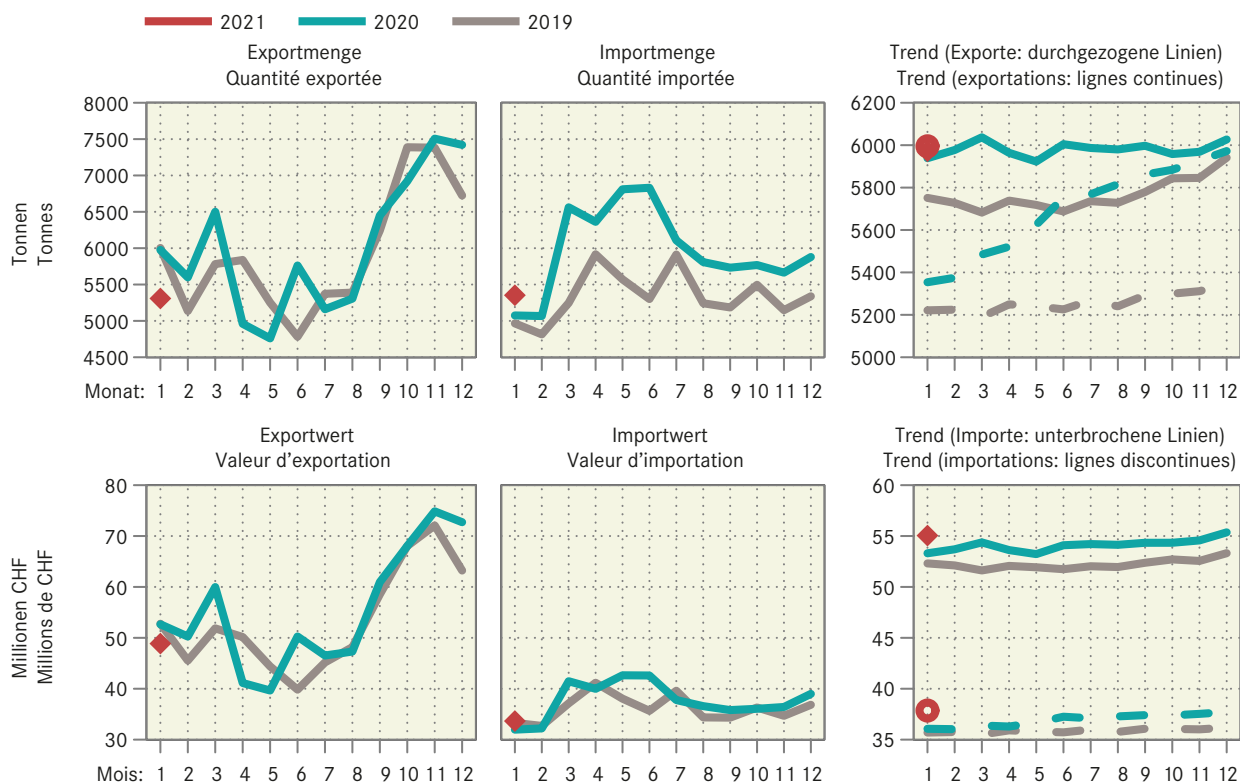 2021 2020 2019
Exportmenge
Quantité exportée
Importmenge
Quantité importée
Trend (Exporte: durchgezogene Linien)
Trend (exportations: lignes continues)
Tonnen
Tonnes
8000
7500
7000
6500
6000
5500
5000
4500
6200
6000
5800
5600
5400
5200
5000
Monat: 1 2 3 4 5 6 7 8 9 10 11 12
1 2 3 4 5 6 7 8 9 10 11 12
1 2 3 4 5 6 7 8 9 10 11 12
Exportwert
Valeur d'exportation
Importwert
Valeur d'importation
Trend (Importe: unterbrochene Linien)
Trend (importations: lignes discontinues)
Millionen CHF
Millions de CHF
80
70
60
50
40
30
60
55
50
45
40
35
Mois: 1 2 3 4 5 6 7 8 9 10 11 12
1 2 3 4 5 6 7 8 9 10 11 12
1 2 3 4 5 6 7 8 9 10 11 12